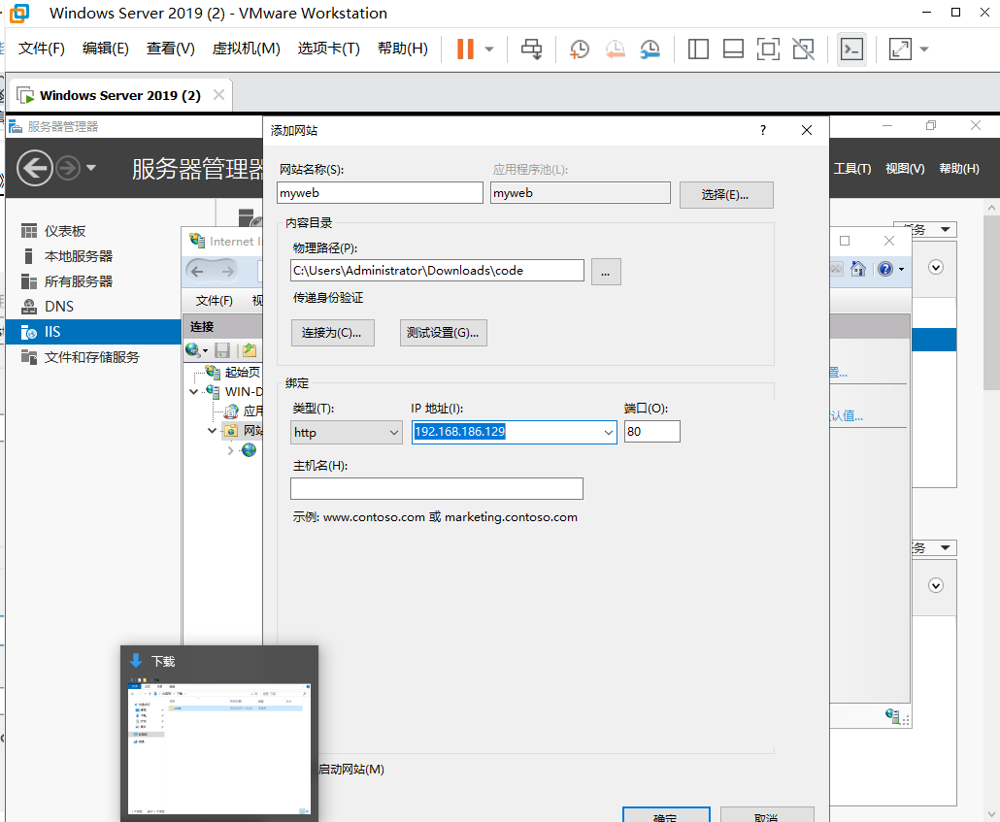 Windows Server 2019 (2) - VMware Workstation
文件(F) 编辑(E) 查看(V) 虚拟机(M) 选项卡(T) 帮助(H)
Windows Server 2019 (2)
服务器管理器
服务器管理器
工具(T) 视图(V) 帮助(H)
仪表板
本地服务器
所有服务器
DNS
IIS
文件和存储服务
Internet I
文件(F) 视
连接
起始页
WIN-D
应用
网站
添加网站
?
网站名称(S):
myweb
应用程序池(L):
myweb
选择(E)...
内容目录
物理路径(P):
C:\Users\Administrator\Downloads\code
...
传递身份验证
连接为(C)...
测试设置(G)...
绑定
类型(T):
http
IP 地址(I):
192.168.186.129
端口(O):
80
主机名(H):
示例: www.contoso.com 或 marketing.contoso.com
启动网站(M)
确定
取消
任务
置...
认值...
任务
下载